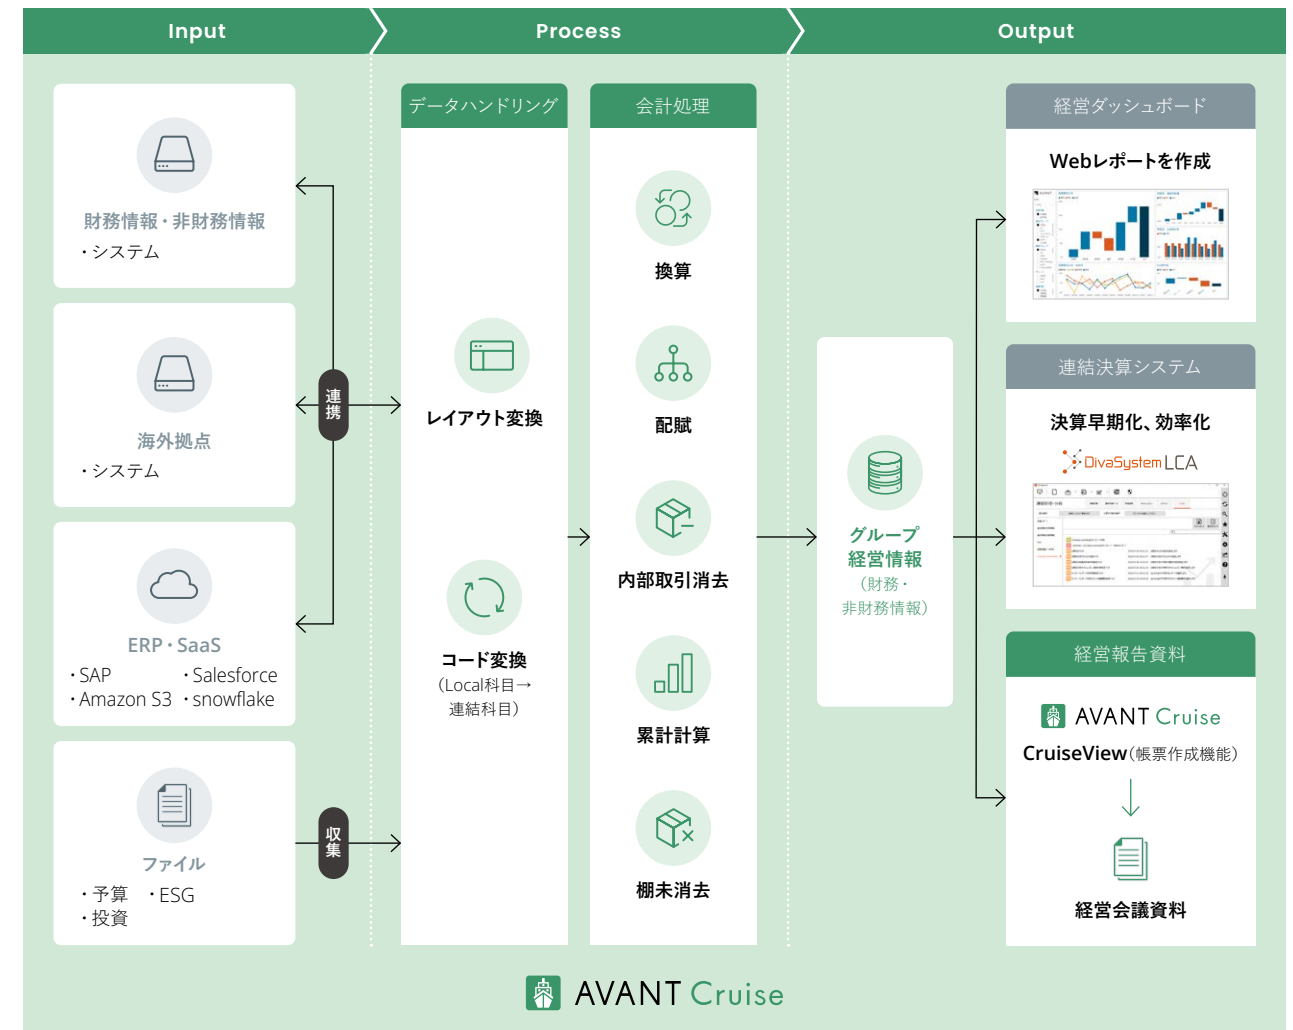 Input
Process
Output
財務情報・非財務情報
・システム
海外拠点
・システム
ERP・SaaS
・SAP
・Salesforce
・Amazon S3
・snowflake
ファイル
・予算
・ESG
・投資
連携
収集
データハンドリング
レイアウト変換
コード変換
（Local科目→
連結科目）
会計処理
換算
配賦
内部取引消去
累計計算
棚未消去
グループ
経営情報
（財務・
非財務情報）
経営ダッシュボード
Webレポートを作成
連結決算システム
決算早期化、効率化
DivaSystem LCA
経営報告資料
AVANT Cruise
CruiseView（帳票作成機能）
経営会議資料
AVANT Cruise